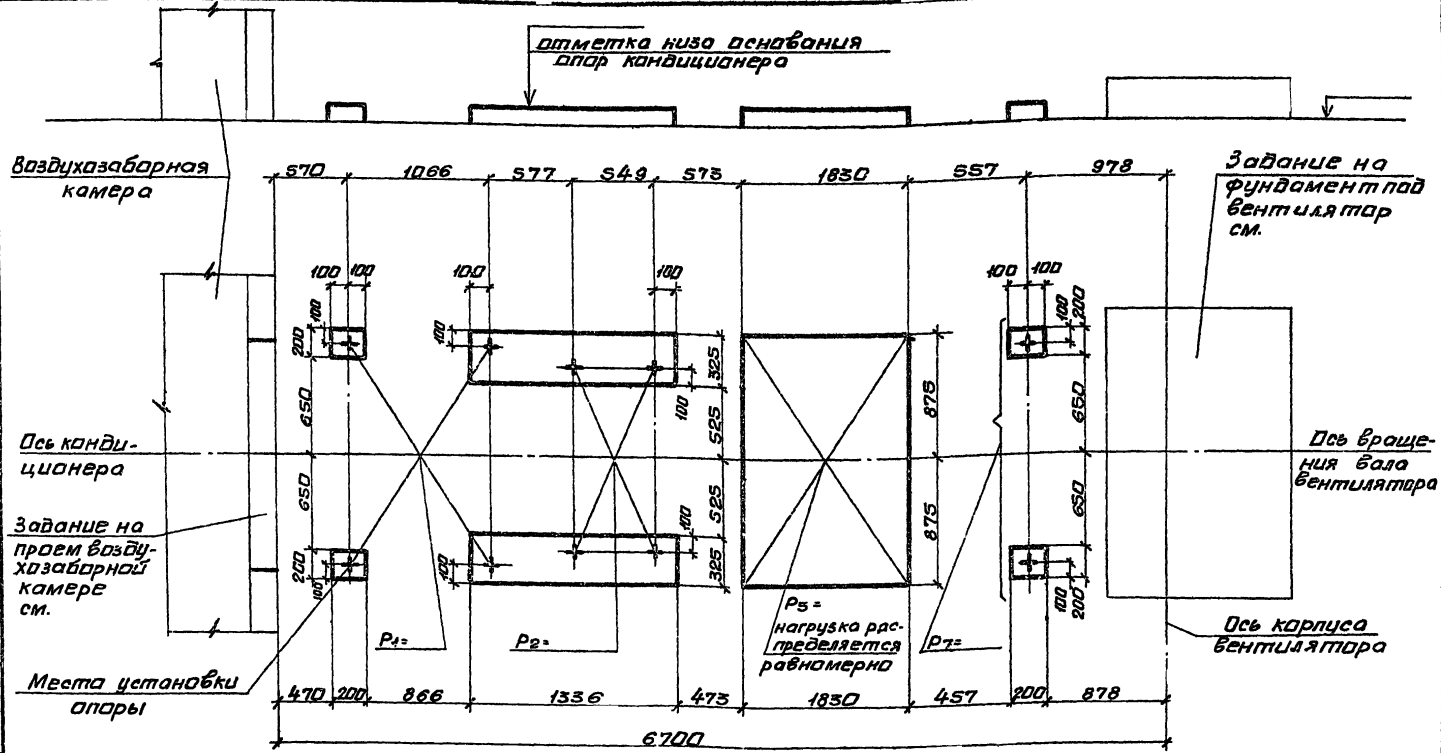 отметка низа основания
опор кондиционера
Воздухозаборная
камера
570 1066 577 549 573 1830 557 978
Задание на
фундамент под
вентилятор
см.
100 100 100 100 100 100
100 200
100
200
100
325
100
875
650
525
650
Ось конди-
ционера
Ось враще-
ния вала
вентилятора
650
525
100
875
650
Задание на
проем возду-
хозаборной
камере
см.
200
100
100
325
100
200
P1=
P2=
P5=
нагрузка рас-
пределяется
равномерно
P7=
Ось корпуса
вентилятора
Места установки
опоры
470 200 866 1336 473 1830 457 200 878
6700